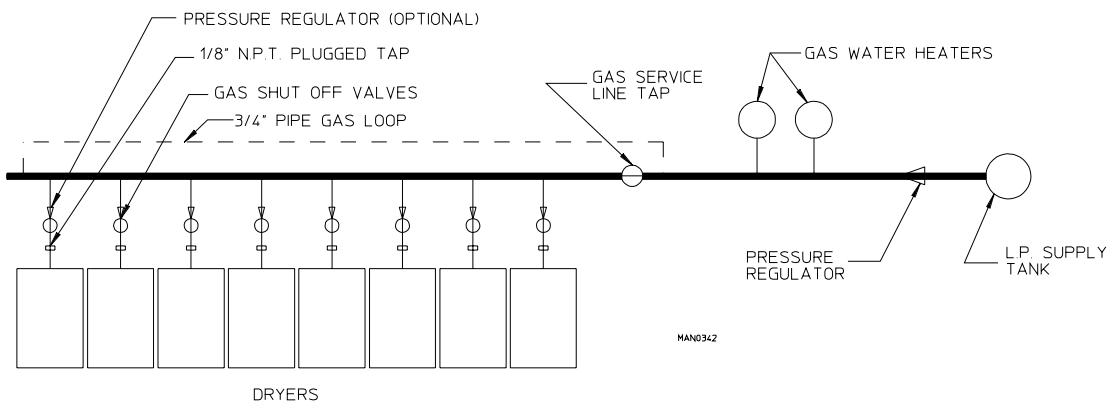 PRESSURE REGULATOR (OPTIONAL)
1/8" N.P.T. PLUGGED TAP
GAS SHUT OFF VALVES
3/4" PIPE GAS LOOP
GAS SERVICE
LINE TAP
GAS WATER HEATERS
PRESSURE
REGULATOR
L.P. SUPPLY
TANK
MAN0342
DRYERS